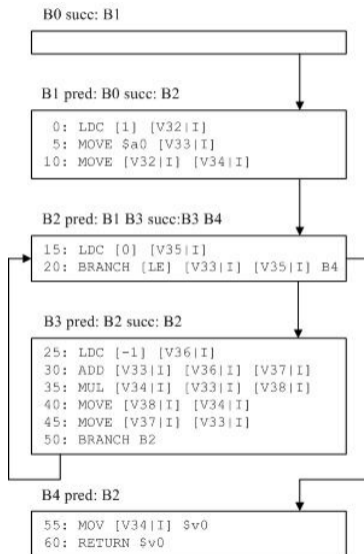 B0 succ: B1
B1 pred: B0 succ: B2
0: LDC [1] [V32|I]
5: MOVE $a0 [V33|I]
10: MOVE [V32|I] [V34|I]
B2 pred: B1 B3 succ:B3 B4
15: LDC [0] [V35|I]
20: BRANCH [LE] [V33|I] [V35|I] B4
B3 pred: B2 succ: B2
25: LDC [-1] [V36|I]
30: ADD [V33|I] [V36|I] [V37|I]
35: MUL [V34|I] [V33|I] [V38|I]
40: MOVE [V38|I] [V34|I]
45: MOVE [V37|I] [V33|I]
50: BRANCH B2
B4 pred: B2
55: MOV [V34|I] $v0
60: RETURN $v0